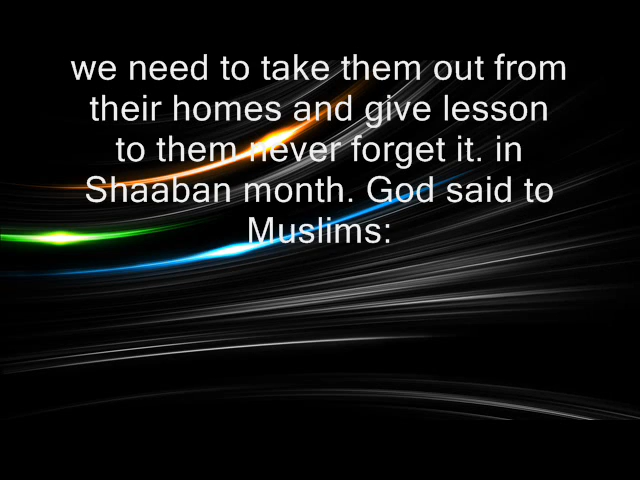 we need to take them out from
their homes and give lesson
to them never forget it. in
Shaaban month. God said to
Muslims: